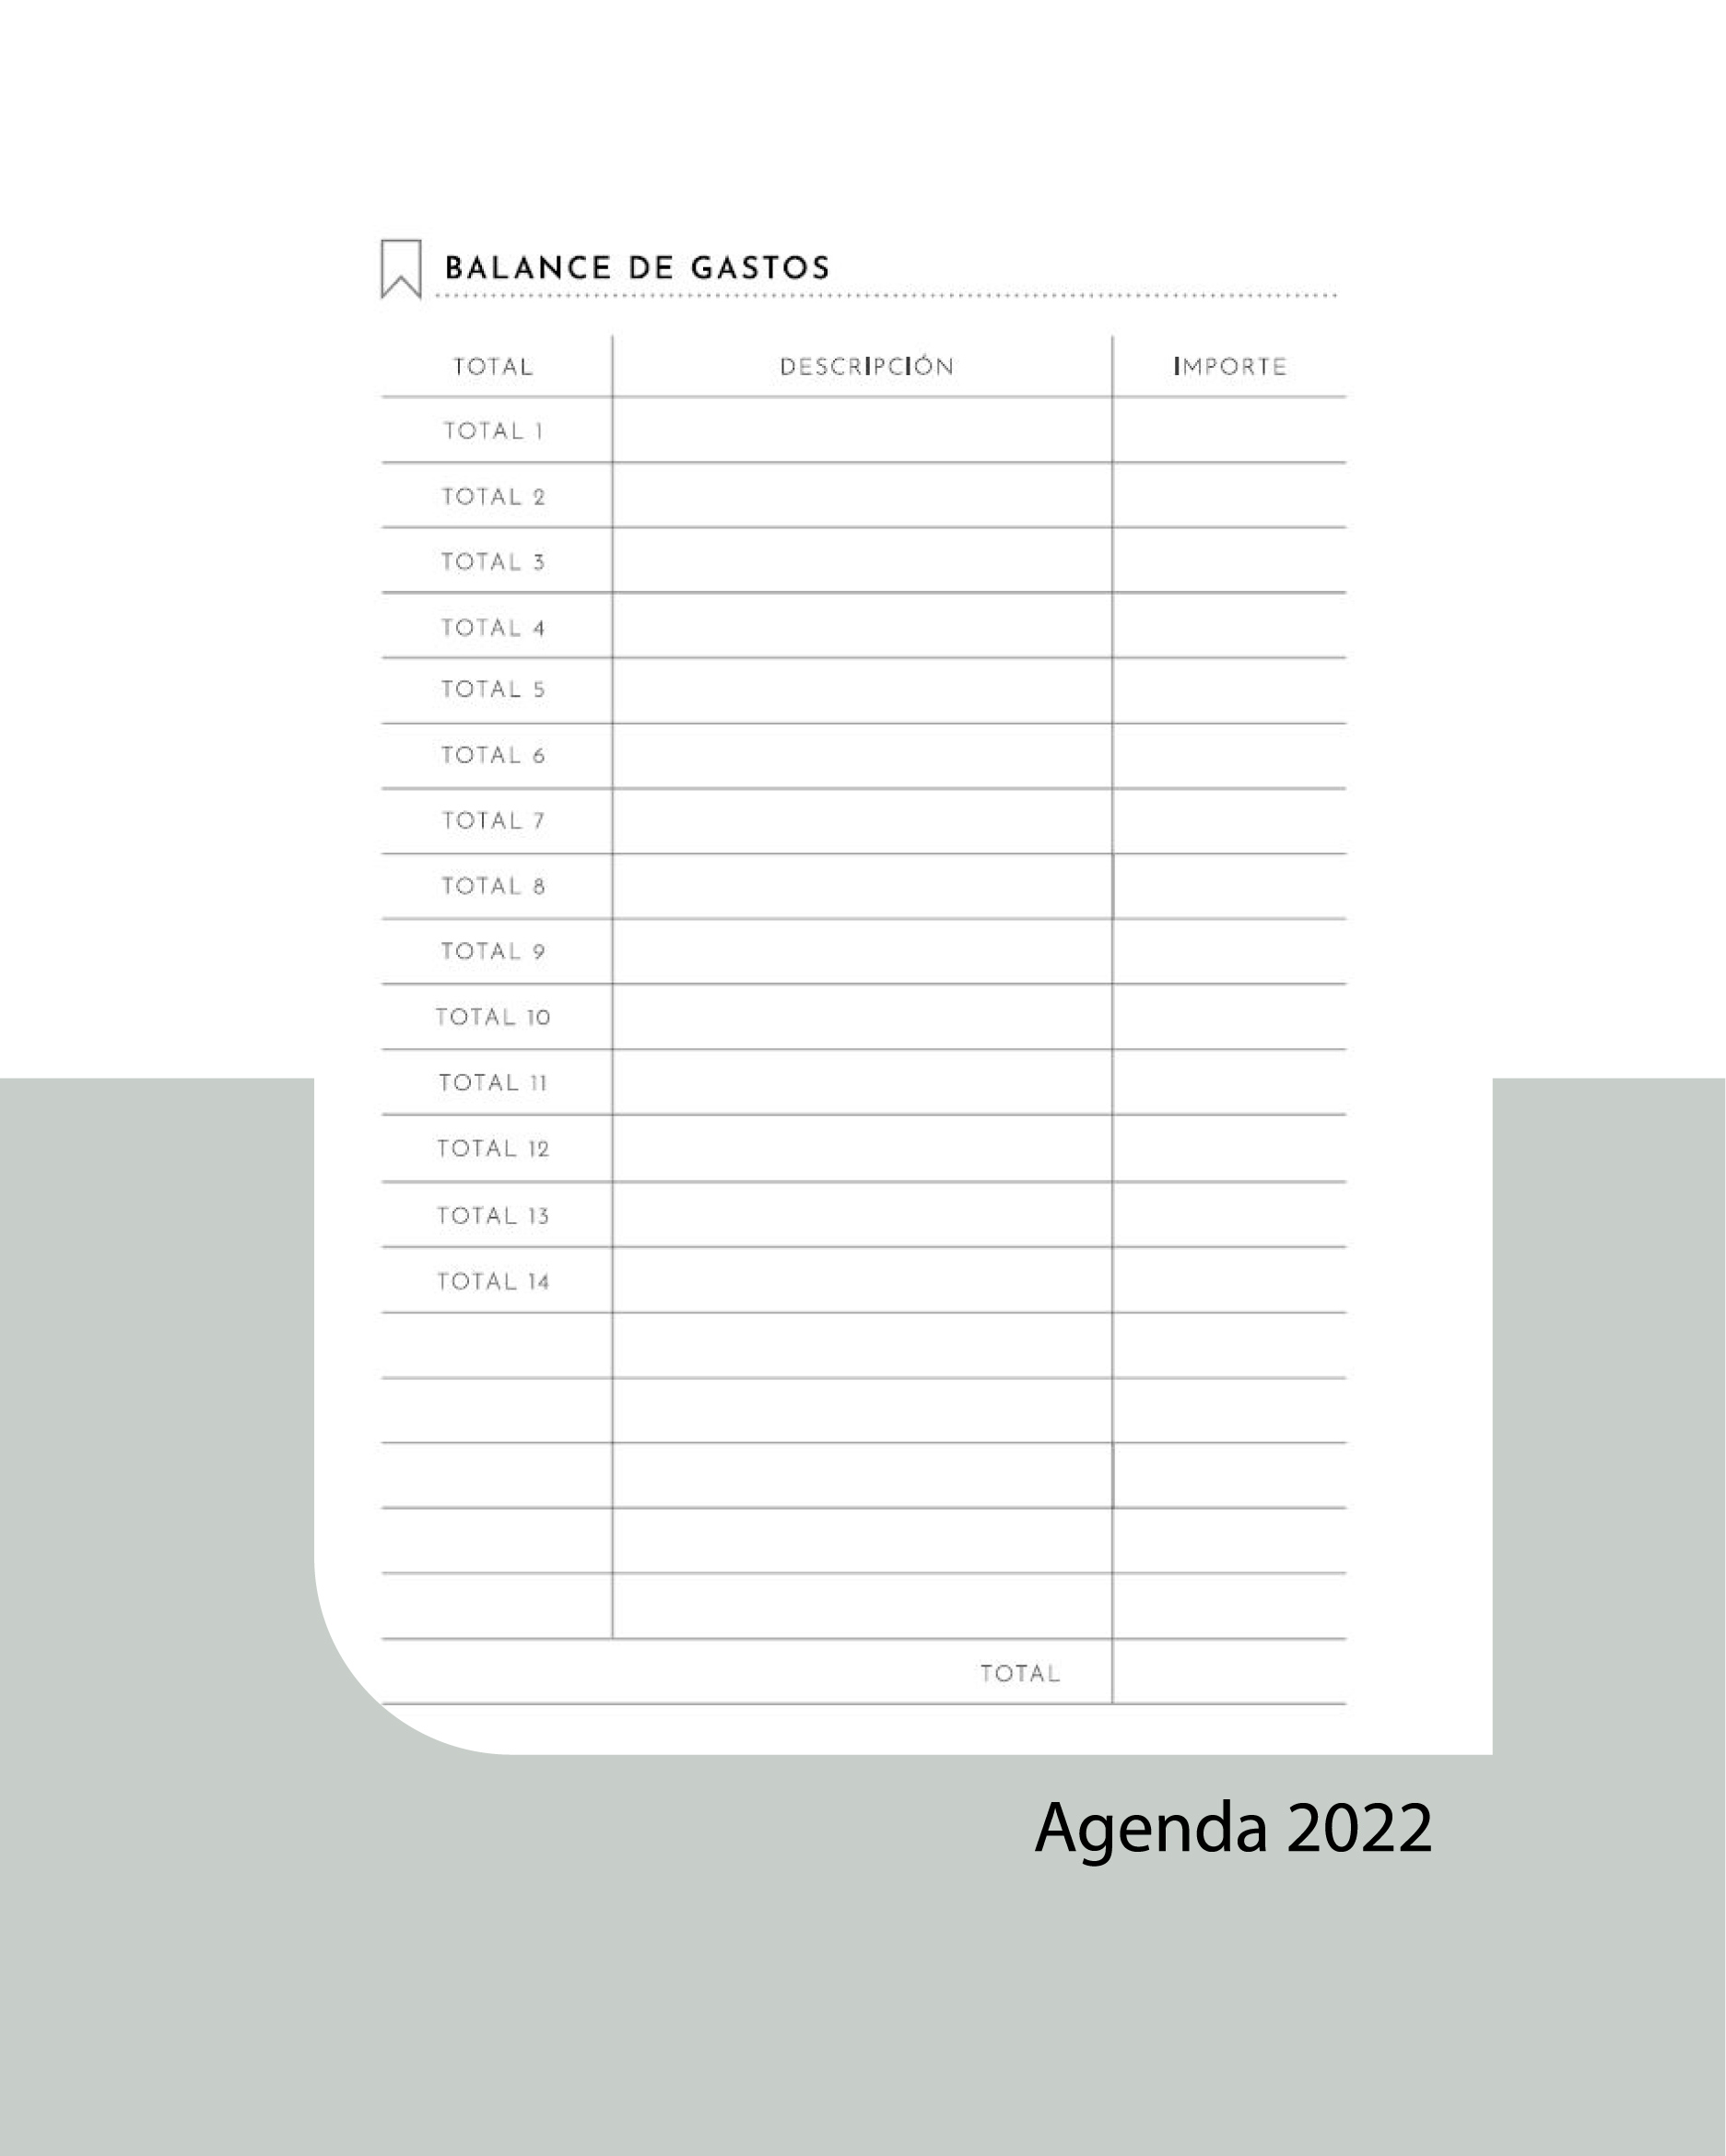 BALANCE DE GASTOS
TOTAL DESCRIPCIÓN IMPORTE
TOTAL 1
TOTAL 2
TOTAL 3
TOTAL 4
TOTAL 5
TOTAL 6
TOTAL 7
TOTAL 8
TOTAL 9
TOTAL 10
TOTAL 11
TOTAL 12
TOTAL 13
TOTAL 14
TOTAL
Agenda 2022